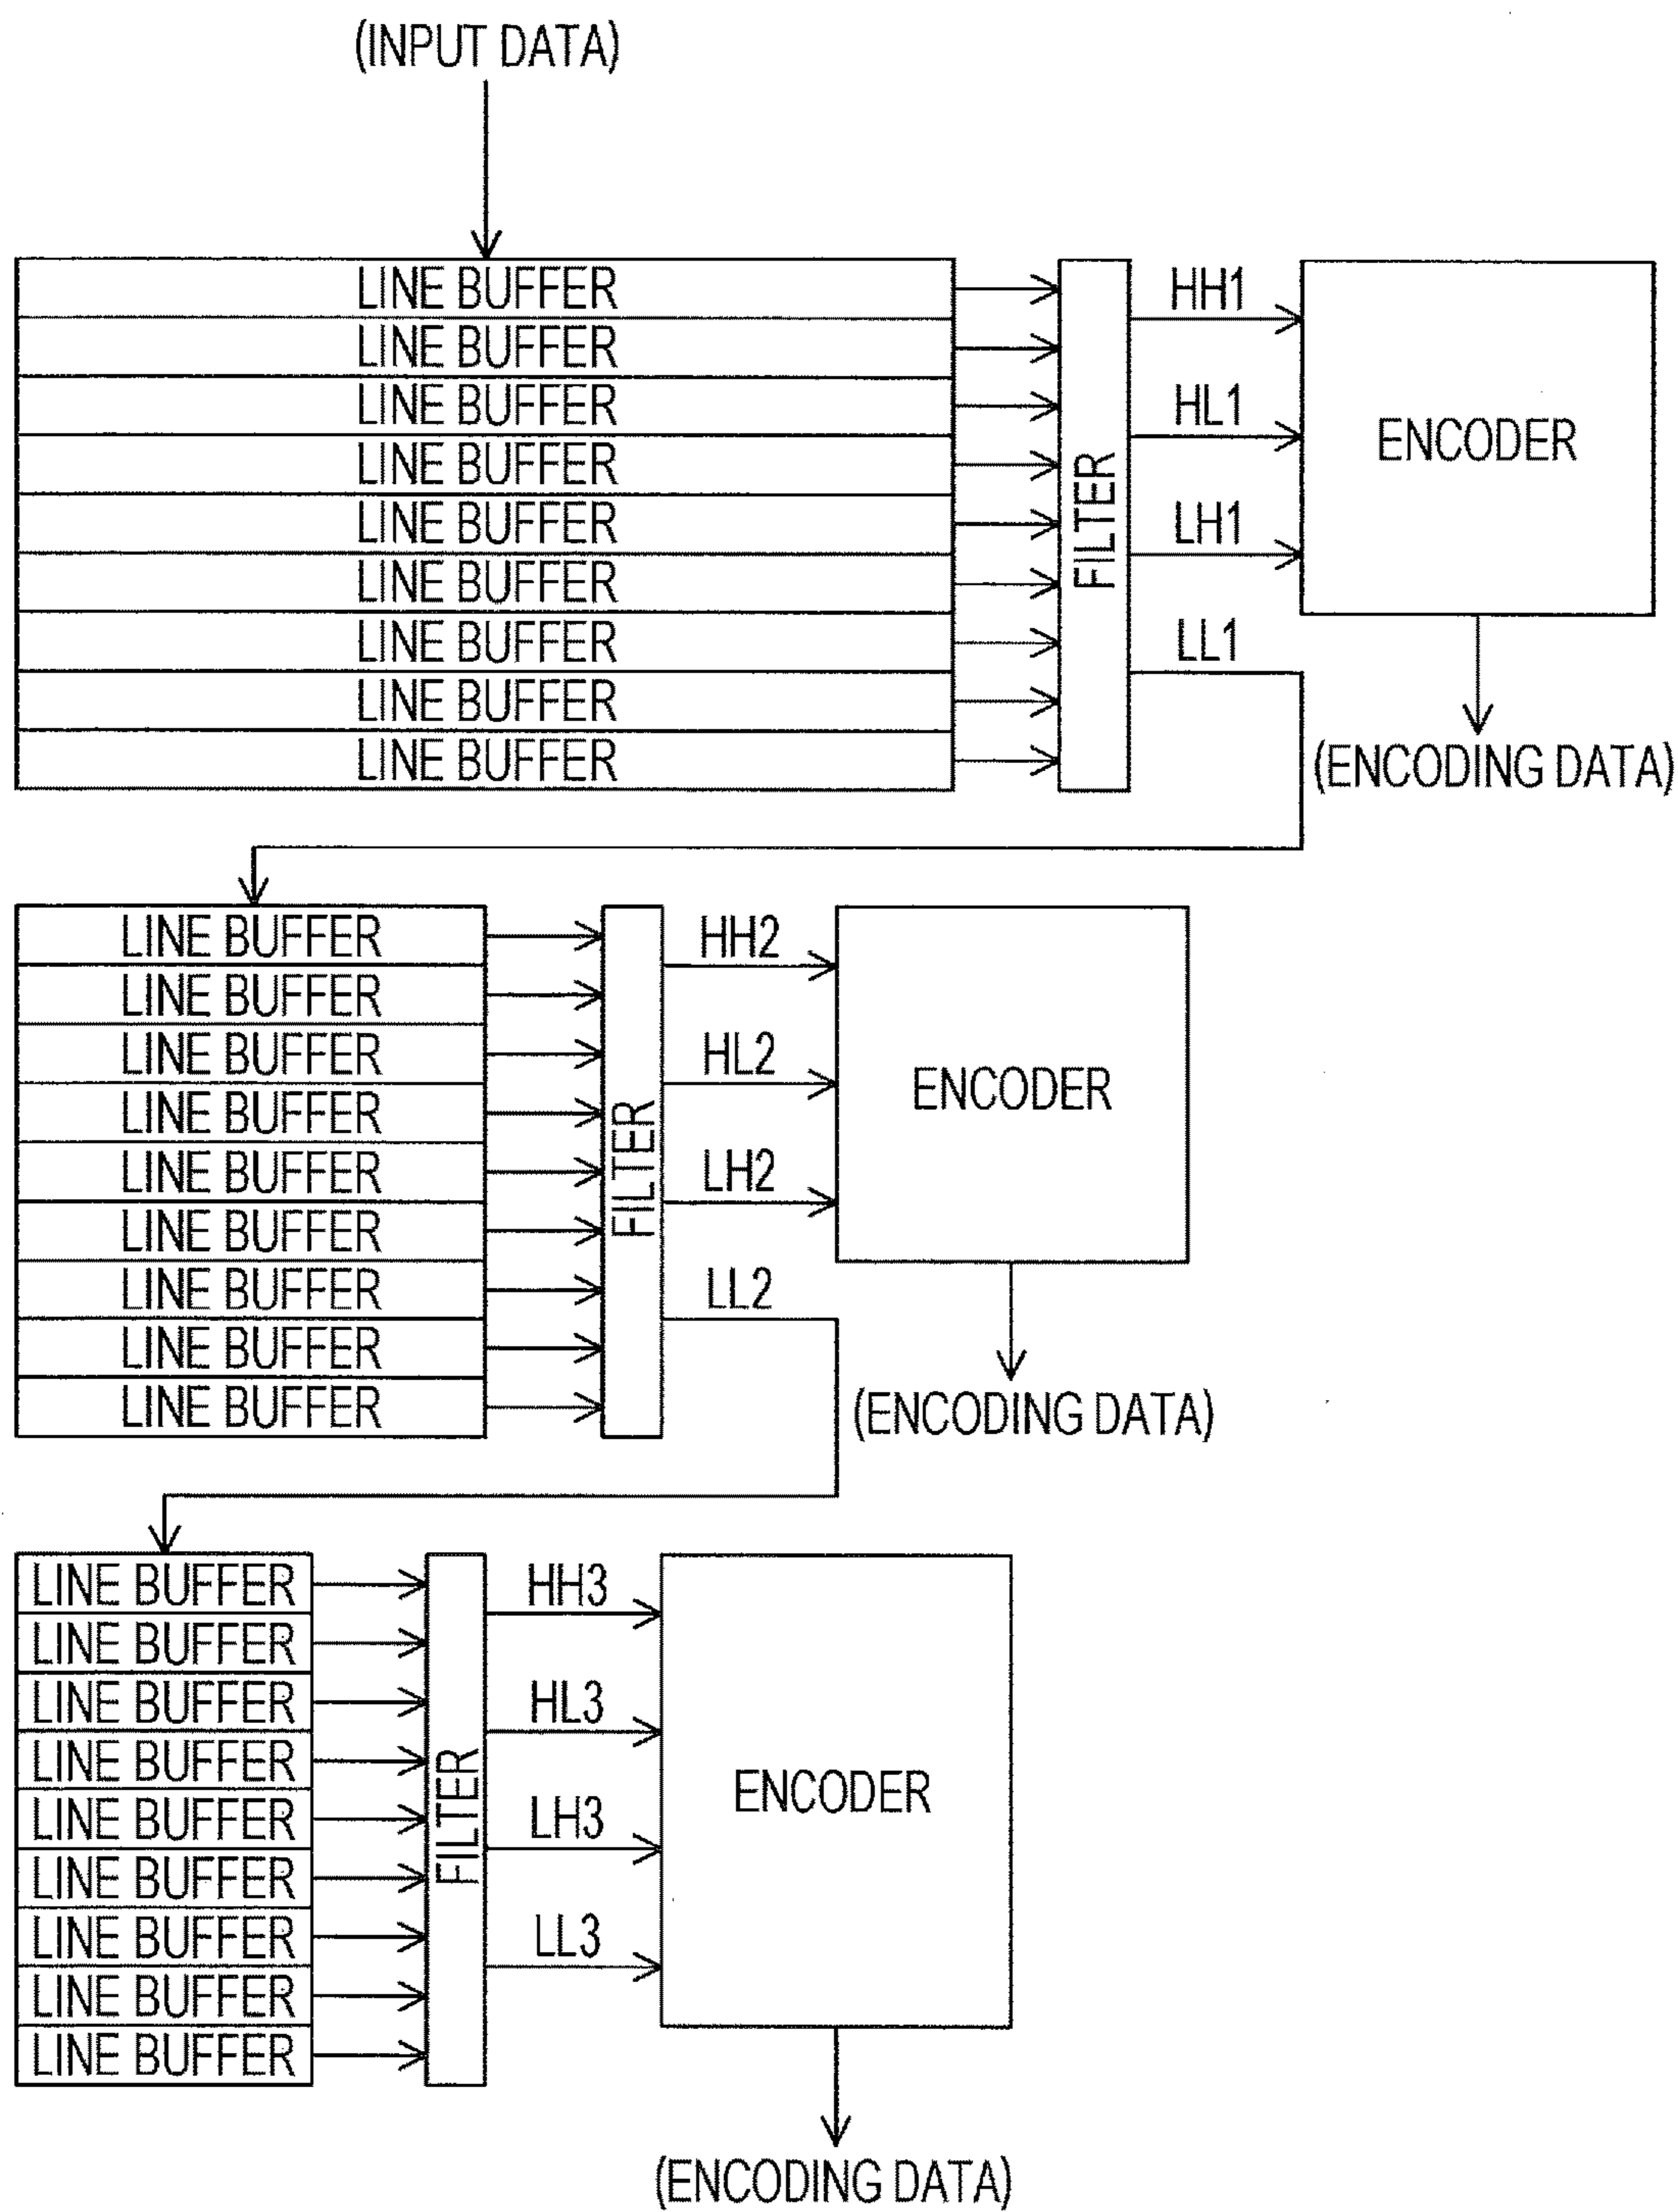 (INPUT DATA)
LINE BUFFER
LINE BUFFER
LINE BUFFER
LINE BUFFER
LINE BUFFER
LINE BUFFER
LINE BUFFER
LINE BUFFER
LINE BUFFER
FILTER
HH1
HL1
LH1
LL1
ENCODER
(ENCODING DATA)
LINE BUFFER
LINE BUFFER
LINE BUFFER
LINE BUFFER
LINE BUFFER
LINE BUFFER
LINE BUFFER
LINE BUFFER
LINE BUFFER
FILTER
HH2
HL2
LH2
LL2
ENCODER
(ENCODING DATA)
LINE BUFFER
LINE BUFFER
LINE BUFFER
LINE BUFFER
LINE BUFFER
LINE BUFFER
LINE BUFFER
LINE BUFFER
LINE BUFFER
FILTER
HH3
HL3
LH3
LL3
ENCODER
(ENCODING DATA)